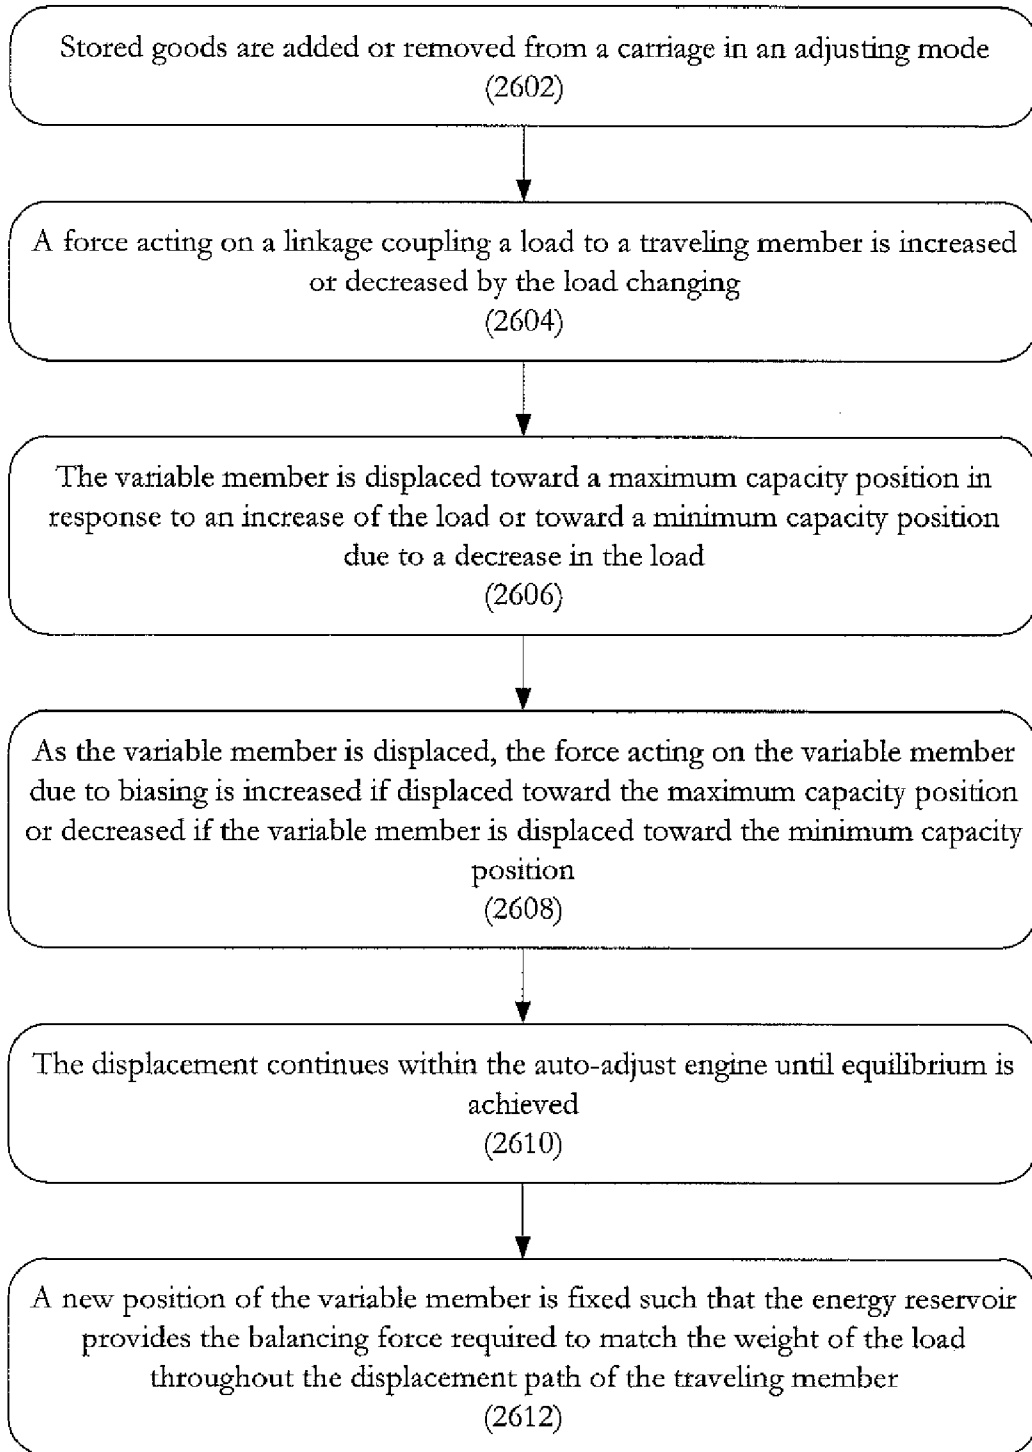 Stored goods are added or removed from a carriage in an adjusting mode
(2602)
A force acting on a linkage coupling a load to a traveling member is increased
or decreased by the load changing
(2604)
The variable member is displaced toward a maximum capacity position in
response to an increase of the load or toward a minimum capacity position
due to a decrease in the load
(2606)
As the variable member is displaced, the force acting on the variable member
due to biasing is increased if displaced toward the maximum capacity position
or decreased if the variable member is displaced toward the minimum capacity
position
(2608)
The displacement continues within the auto-adjust engine until equilibrium is
achieved
(2610)
A new position of the variable member is fixed such that the energy reservoir
provides the balancing force required to match the weight of the load
throughout the displacement path of the traveling member
(2612)